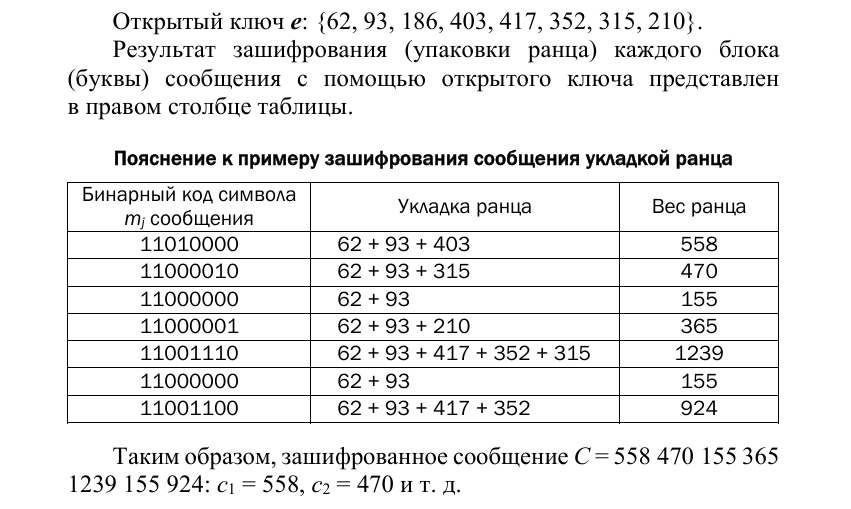 Открытый ключ e: {62, 93, 186, 403, 417, 352, 315, 210}.
Результат зашифрования (упаковки ранца) каждого блока
(буквы) сообщения с помощью открытого ключа представлен
в правом столбце таблицы.
Пояснение к примеру зашифрования сообщения укладкой ранца
Бинарный код символа
mj сообщения
Укладка ранца
Вес ранца
11010000 62 + 93 + 403 558
11000010 62 + 93 + 315 470
11000000 62 + 93 155
11000001 62 + 93 + 210 365
11001110 62 + 93 + 417 + 352 + 315 1239
11000000 62 + 93 155
11001100 62 + 93 + 417 + 352 924
Таким образом, зашифрованное сообщение C = 558 470 155 365
1239 155 924: c1 = 558, c2 = 470 и т. д.